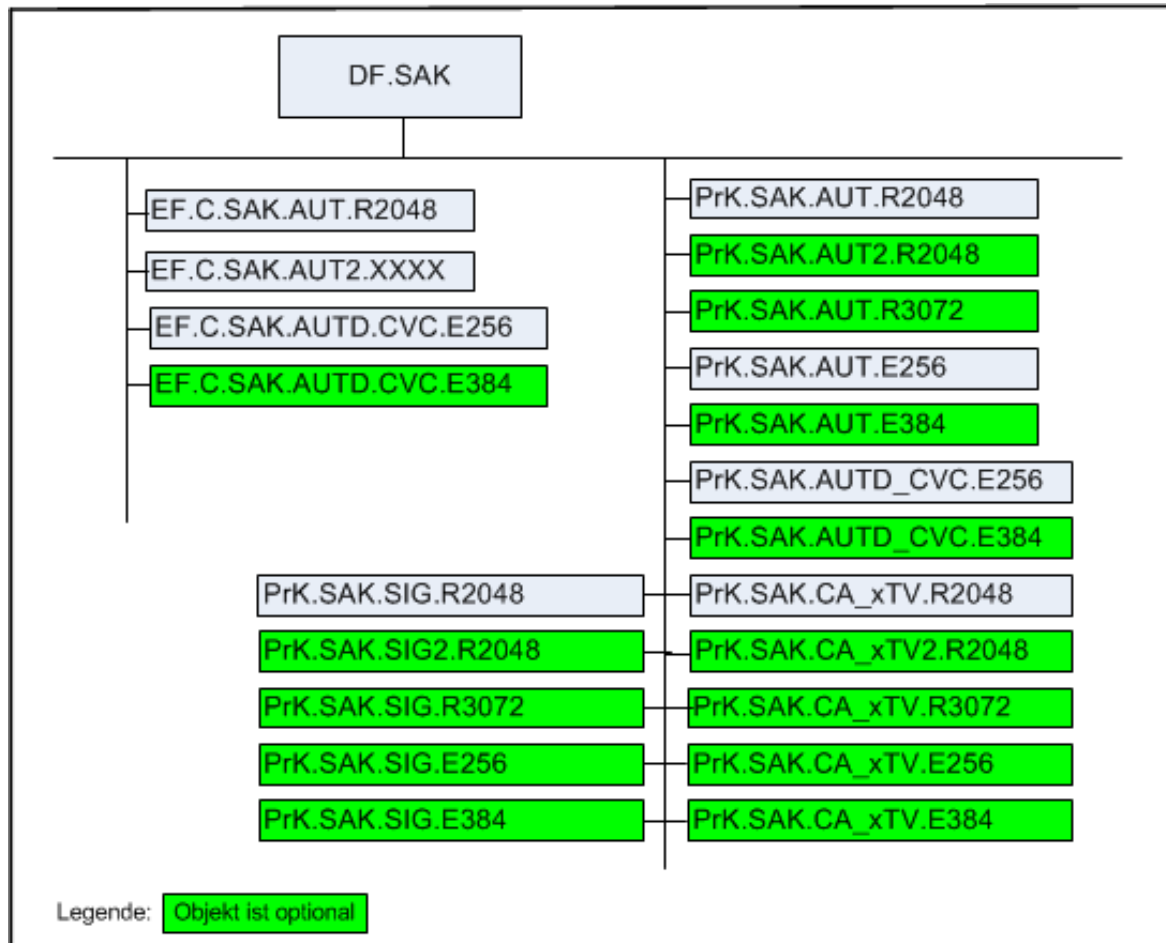 DF.SAK
EF.C.SAK.AUT.R2048
EF.C.SAK.AUT2.XXXX
EF.C.SAK.AUTD.CVC.E256
EF.C.SAK.AUTD.CVC.E384
PrK.SAK.AUT.R2048
PrK.SAK.AUT2.R2048
PrK.SAK.AUT.R3072
PrK.SAK.AUT.E256
PrK.SAK.AUT.E384
PrK.SAK.AUTD_CVC.E256
PrK.SAK.AUTD_CVC.E384
PrK.SAK.SIG.R2048
PrK.SAK.CA_xTV.R2048
PrK.SAK.SIG2.R2048
PrK.SAK.CA_xTV2.R2048
PrK.SAK.SIG.R3072
PrK.SAK.CA_xTV.R3072
PrK.SAK.SIG.E256
PrK.SAK.CA_xTV.E256
PrK.SAK.SIG.E384
PrK.SAK.CA_xTV.E384
Legende: Objekt ist optional